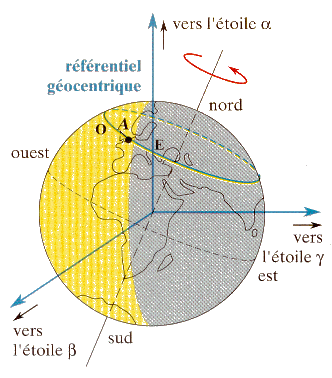 vers l'étoile α
référentiel
géocentrique
nord
O
A
E
ouest
vers
l'étoile γ
est
vers
l'étoile β
sud